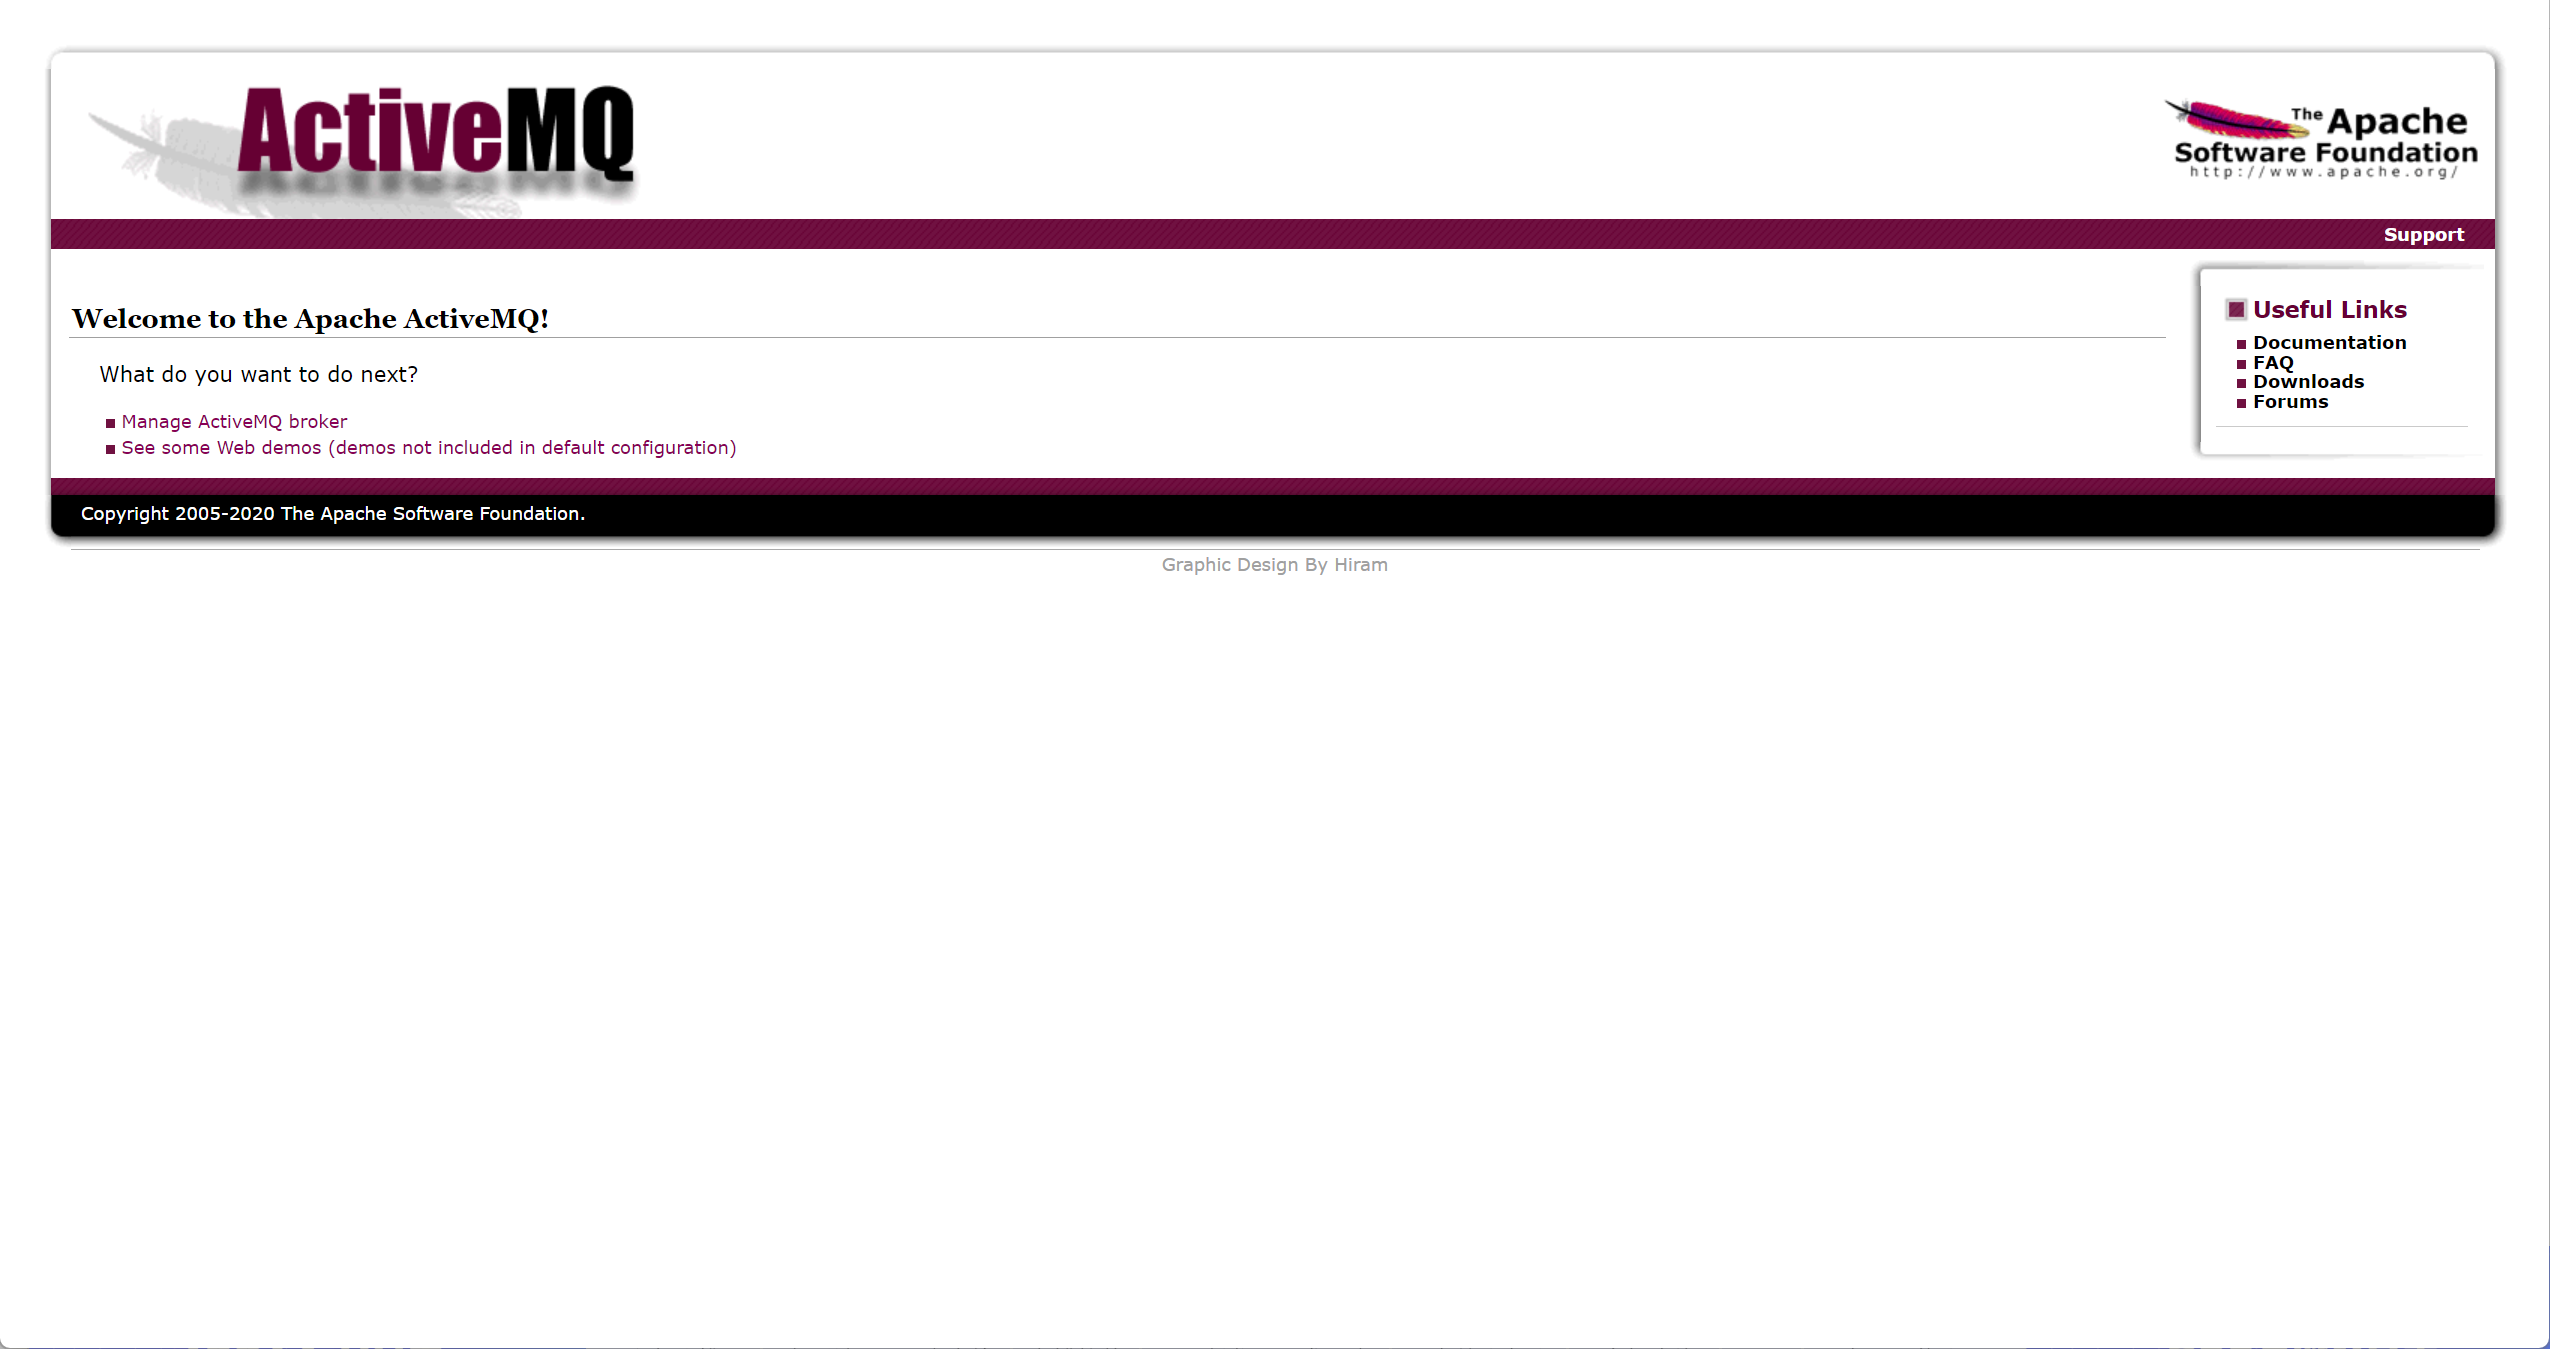 ActiveMQ
The Apache
Software Foundation
http://www.apache.org/
Support
Welcome to the Apache ActiveMQ!
What do you want to do next?
Manage ActiveMQ broker
See some Web demos (demos not included in default configuration)
Useful Links
Documentation
FAQ
Downloads
Forums
Copyright 2005-2020 The Apache Software Foundation.
Graphic Design By Hiram